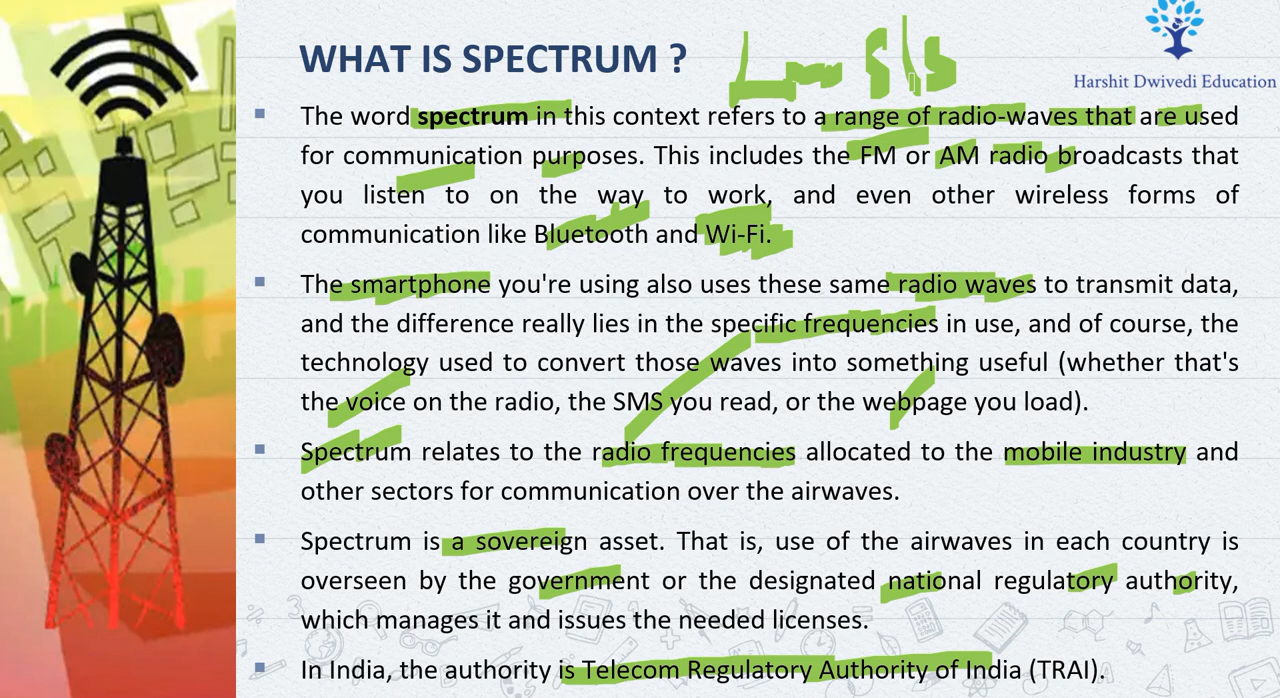 WHAT IS SPECTRUM ?
Harshit Dwivedi Education
The word spectrum in this context refers to a range of radio-waves that are used
for communication purposes. This includes the FM or AM radio broadcasts that
you listen to on the way to work, and even other wireless forms of
communication like Bluetooth and Wi-Fi.
The smartphone you're using also uses these same radio waves to transmit data,
and the difference really lies in the specific frequencies in use, and of course, the
technology used to convert those waves into something useful (whether that's
the voice on the radio, the SMS you read, or the webpage you load).
Spectrum relates to the radio frequencies allocated to the mobile industry and
other sectors for communication over the airwaves.
Spectrum is a sovereign asset. That is, use of the airwaves in each country is
overseen by the government or the designated national regulatory authority,
which manages it and issues the needed licenses.
In India, the authority is Telecom Regulatory Authority of India (TRAI).